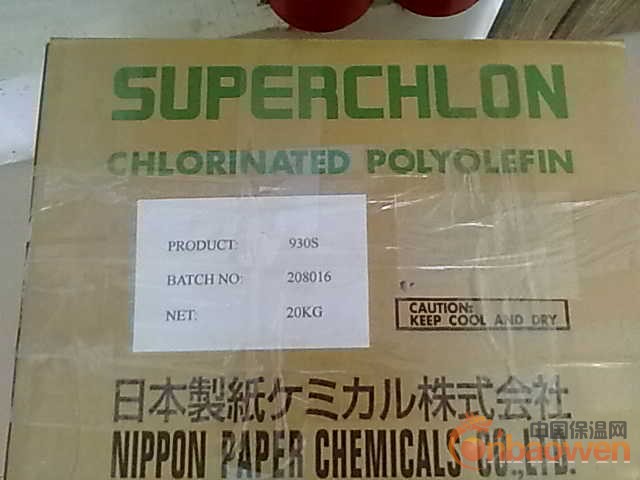 SUPERCHLON
CHLORINATED POLYOLEFIN
PRODUCT: 930S
BATCH NO: 208016
NET: 20KG
CAUTION:
KEEP COOL AND DRY
日本製紙ケミカル株式会社
NIPPON PAPER CHEMICALS CO.,LTD.
中国保温网